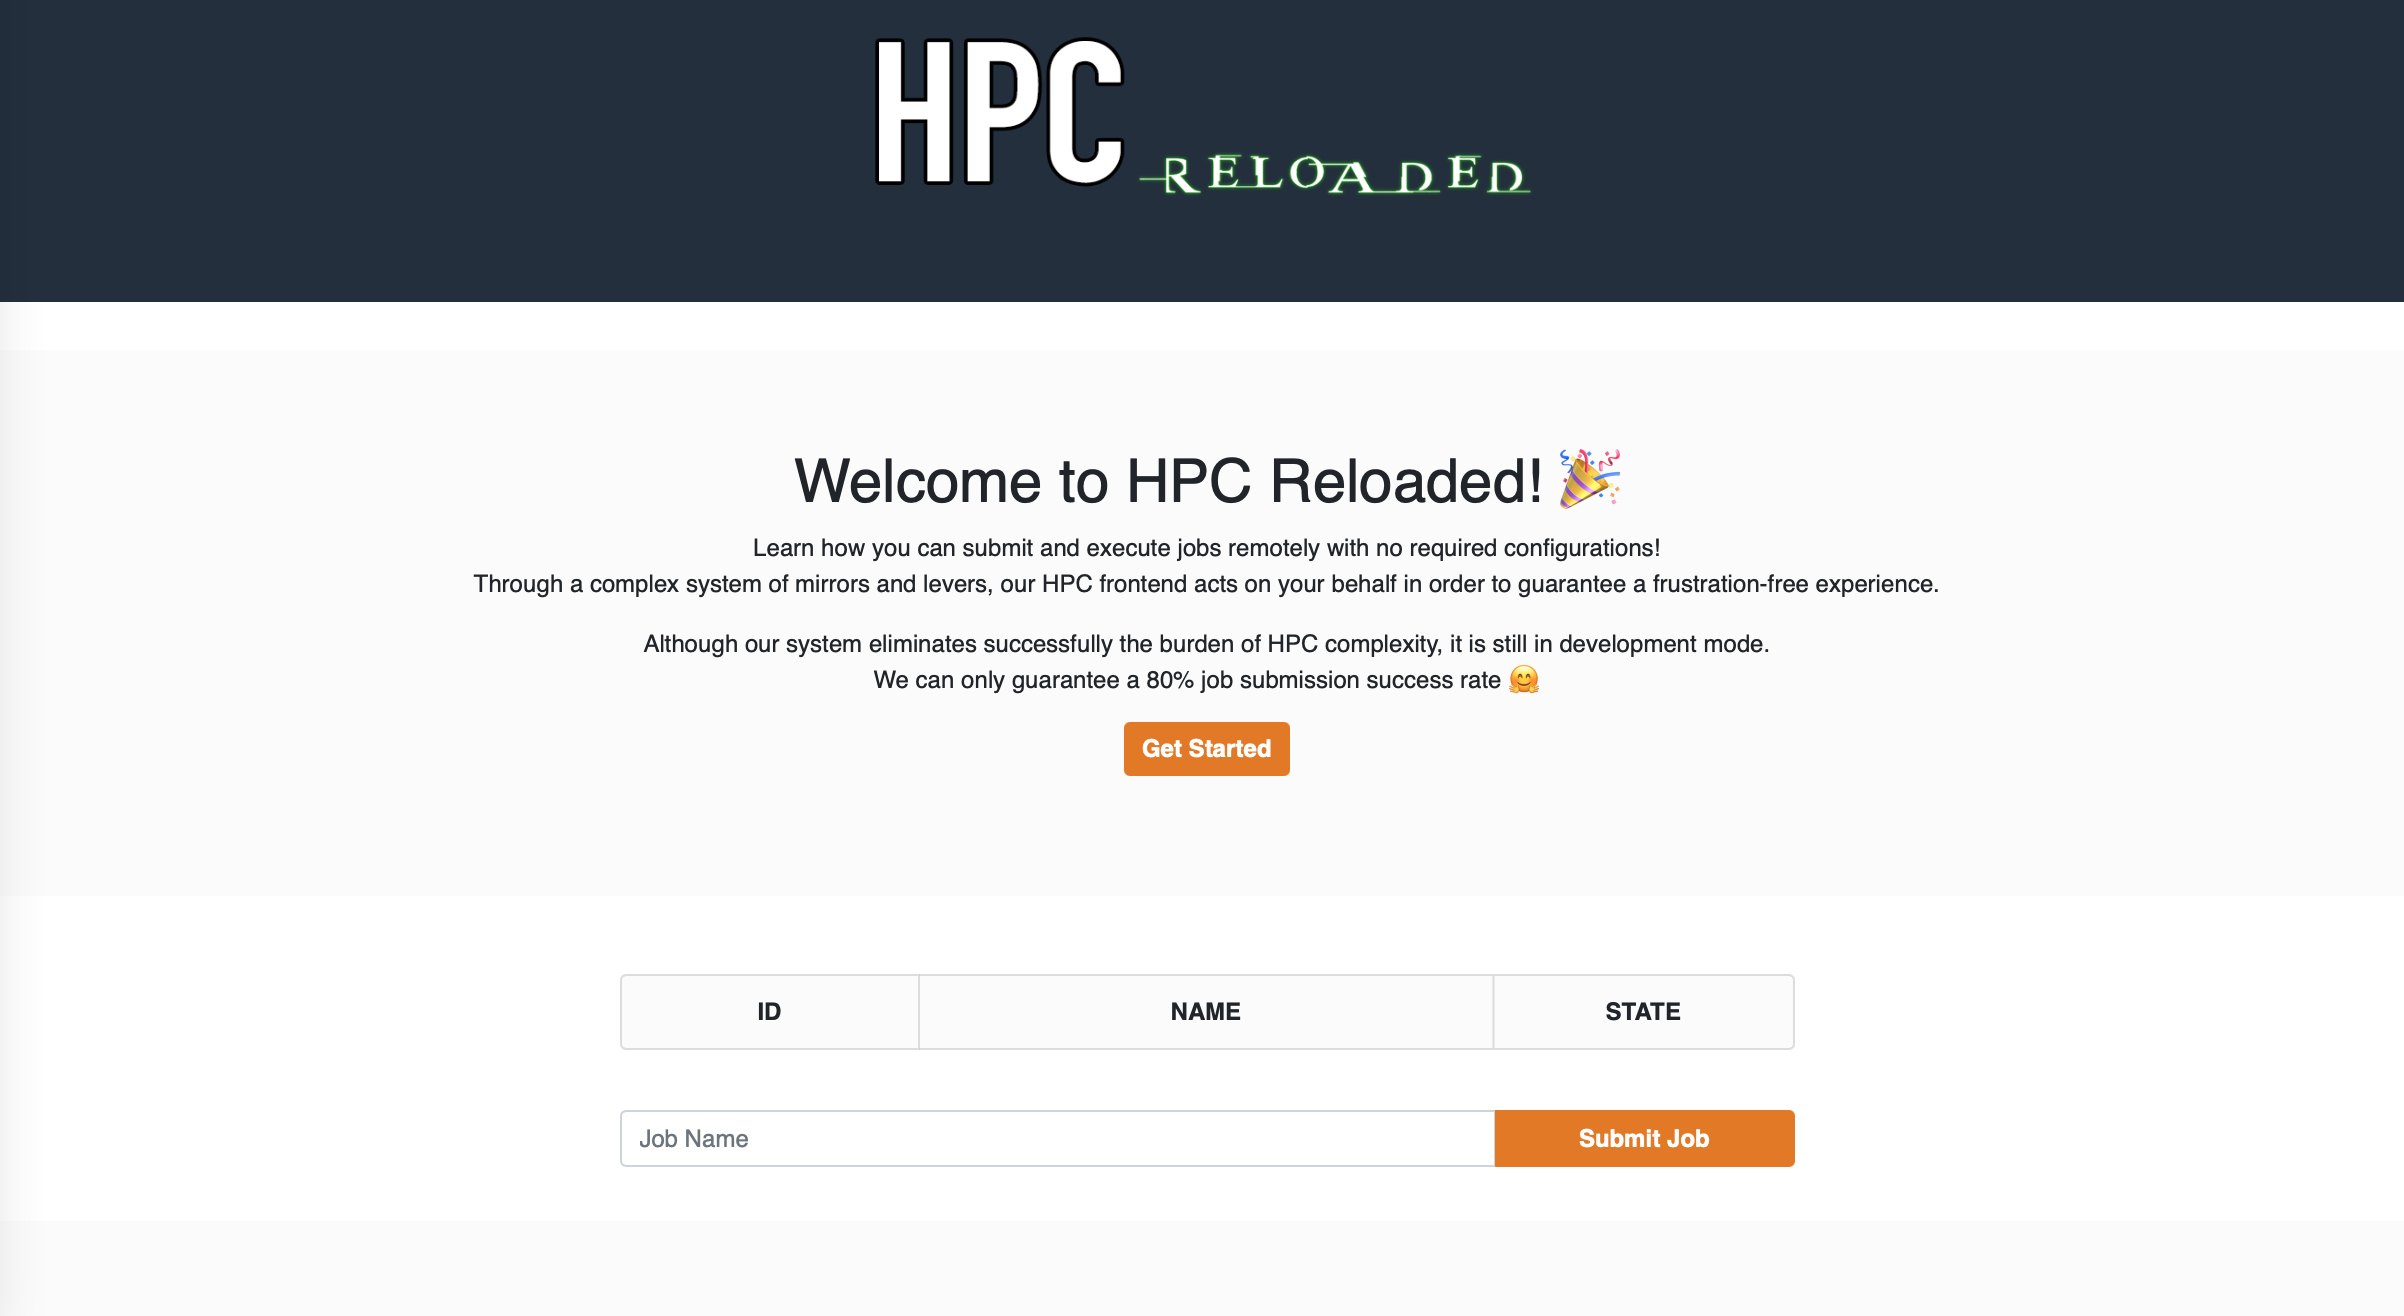 HPC RELOADED
Welcome to HPC Reloaded! 🎉
Learn how you can submit and execute jobs remotely with no required configurations!
Through a complex system of mirrors and levers, our HPC frontend acts on your behalf in order to guarantee a frustration-free experience.
Although our system eliminates successfully the burden of HPC complexity, it is still in development mode.
We can only guarantee a 80% job submission success rate 🤗
Get Started
ID NAME STATE
Job Name Submit Job